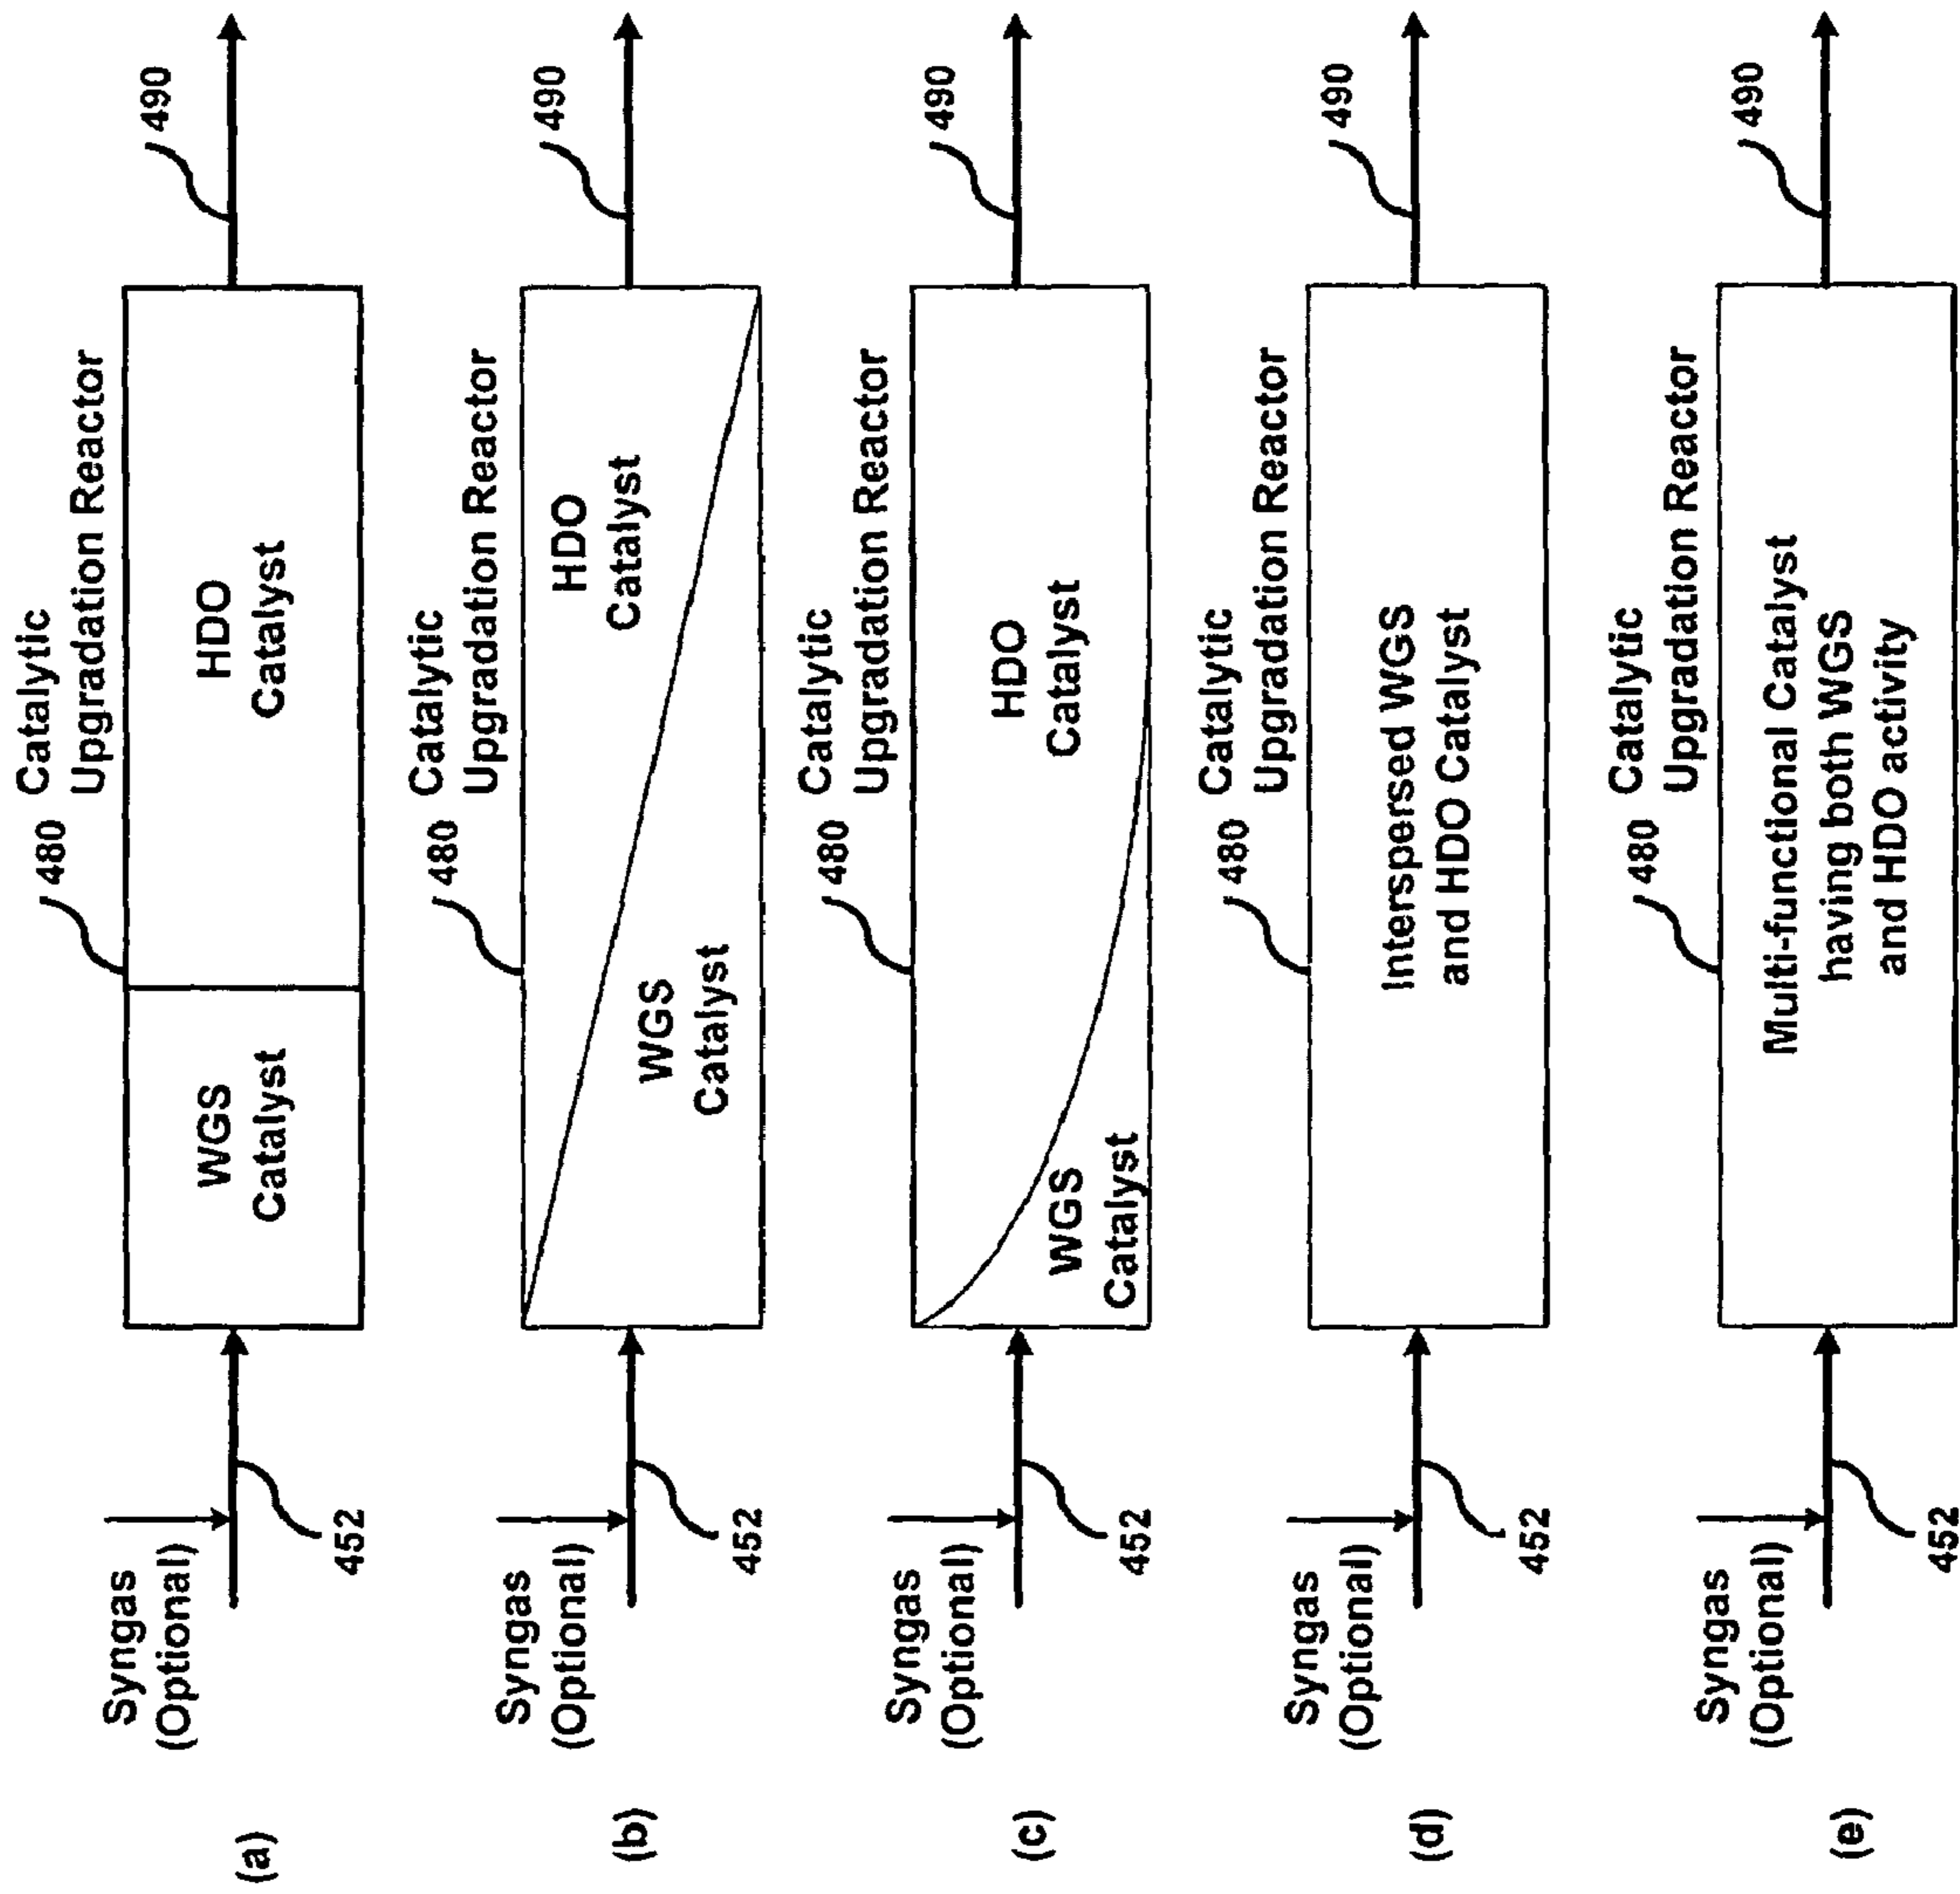 (a)
Syngas
(Optional)
452
WGS
Catalyst
480
Catalytic
Upgradation Reactor
HDO
Catalyst
490
(b)
Syngas
(Optional)
452
WGS
Catalyst
480
Catalytic
Upgradation Reactor
HDO
Catalyst
490
(c)
Syngas
(Optional)
452
WGS
Catalyst
480
Catalytic
Upgradation Reactor
HDO
Catalyst
490
(d)
Syngas
(Optional)
452
480
Catalytic
Upgradation Reactor
Interspersed WGS
and HDO Catalyst
490
(e)
Syngas
(Optional)
452
480
Catalytic
Upgradation Reactor
Multi-functional Catalyst
having both WGS
and HDO activity
490